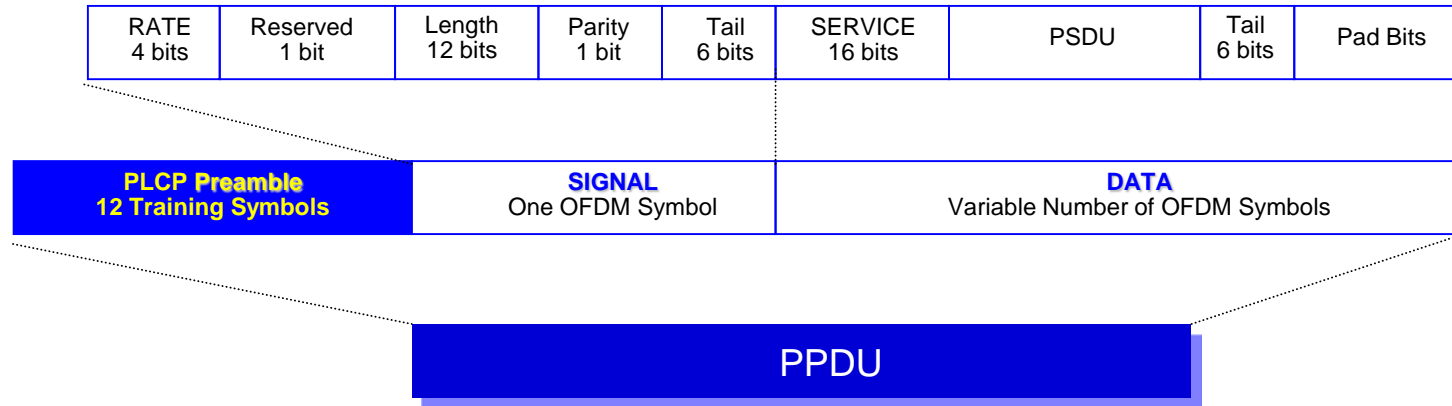 RATE
4 bits
Reserved
1 bit
Length
12 bits
Parity
1 bit
Tail
6 bits
SERVICE
16 bits
PSDU
Tail
6 bits
Pad Bits
PLCP Preamble
12 Training Symbols
SIGNAL
One OFDM Symbol
DATA
Variable Number of OFDM Symbols
PPDU